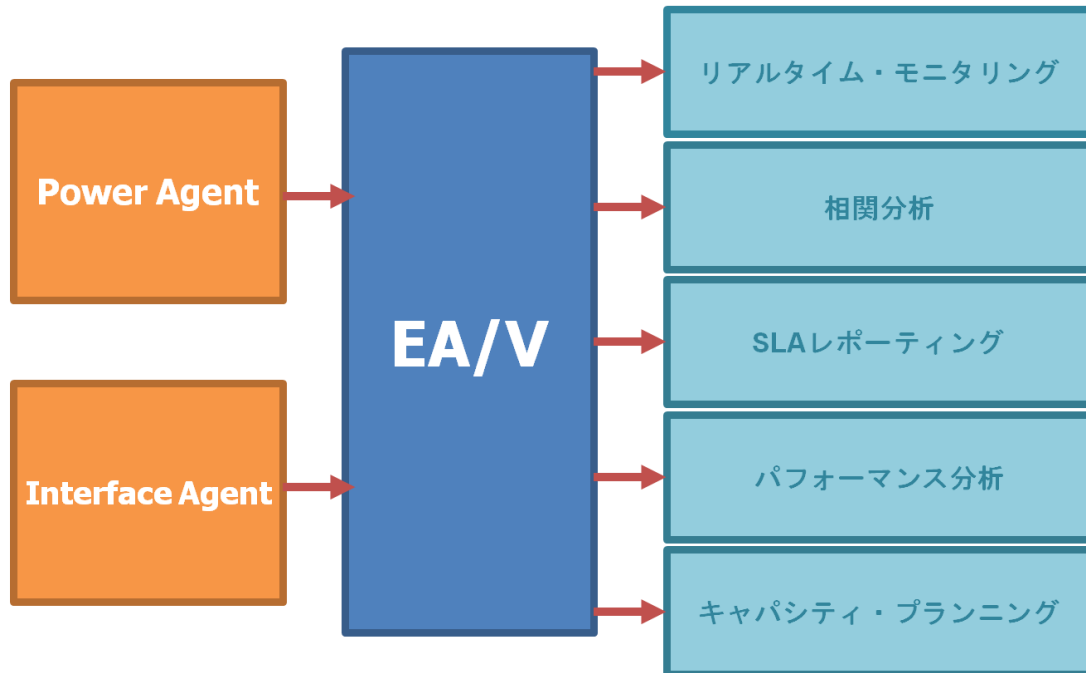 Power Agent
Interface Agent
EA/V
リアルタイム・モニタリング
相関分析
SLAレポーティング
パフォーマンス分析
キャパシティ・プランニング